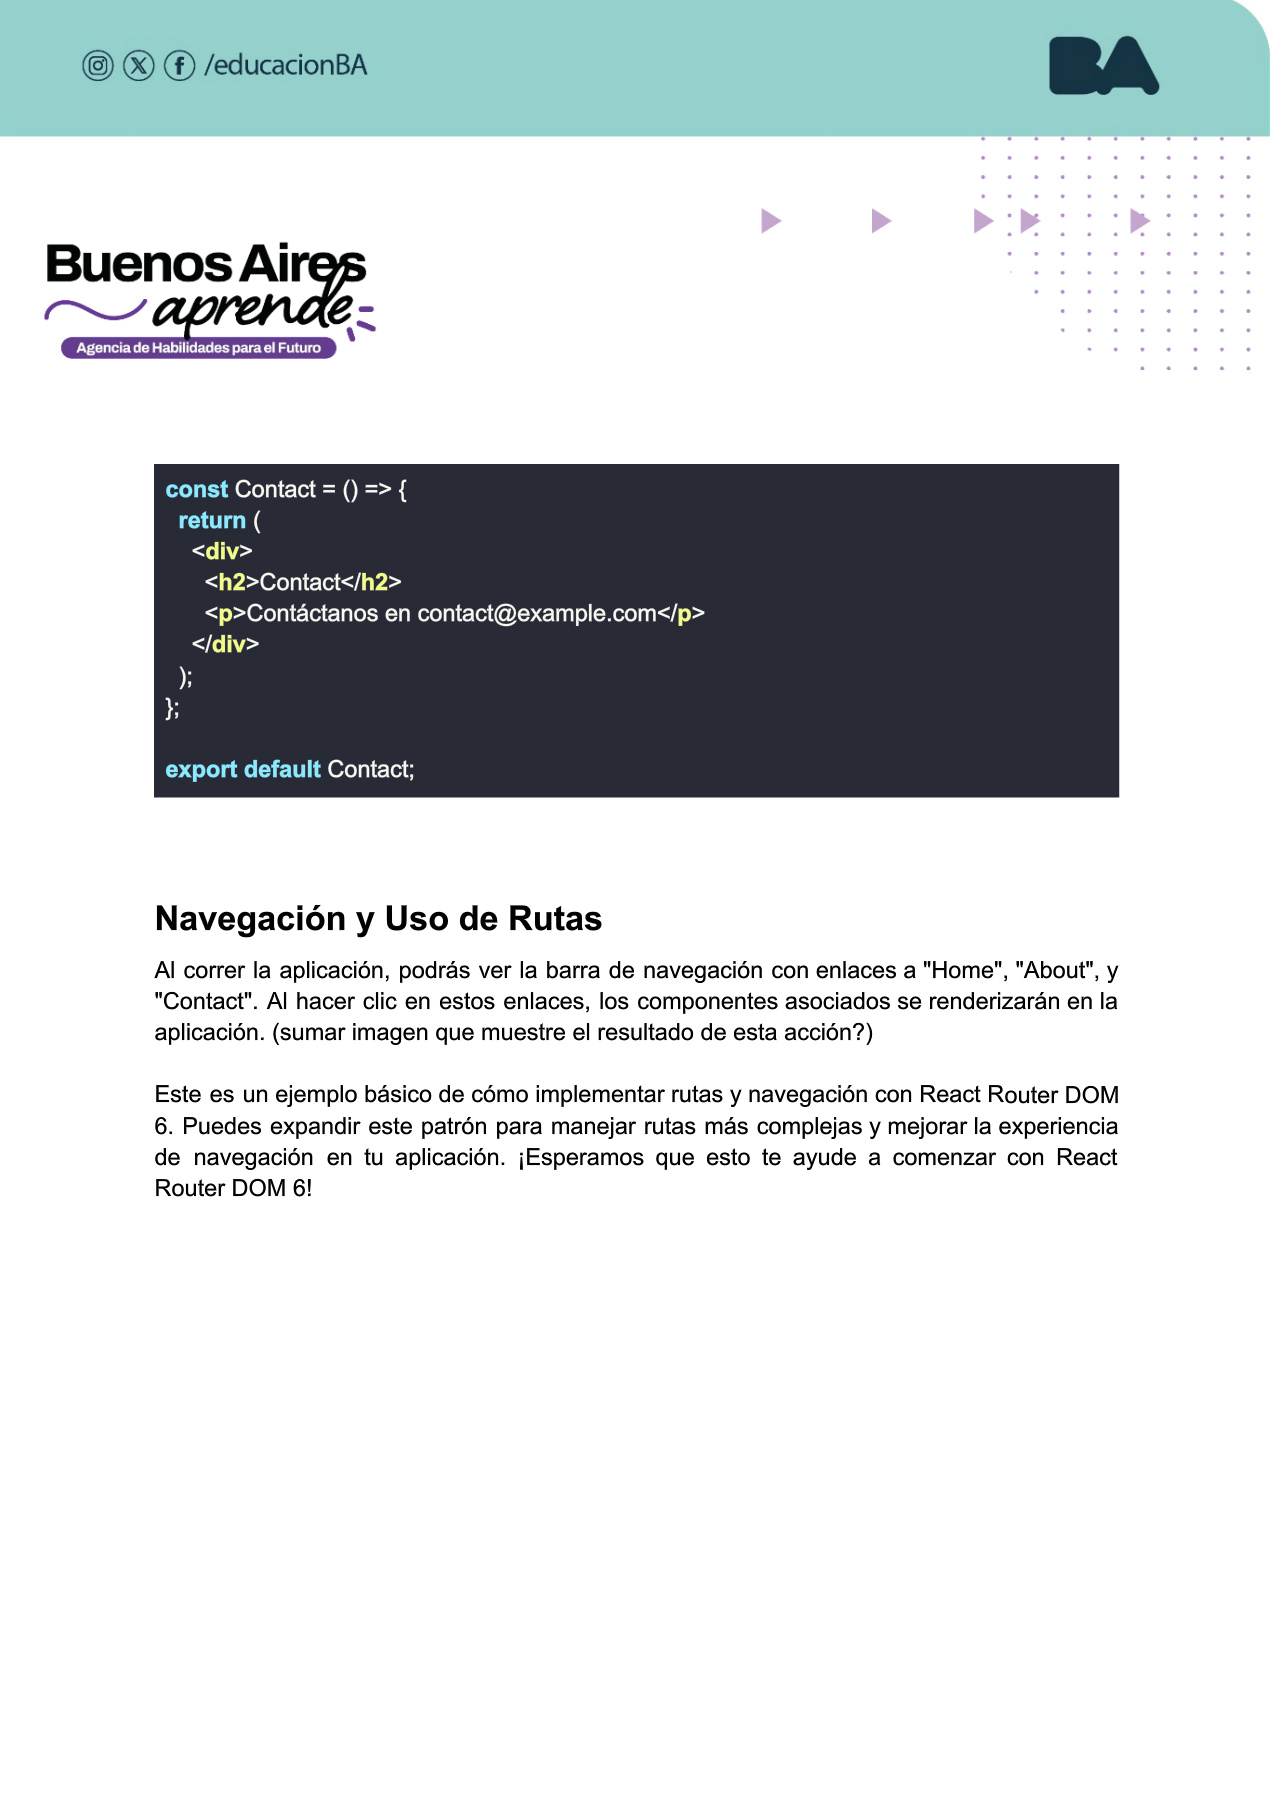 /educacionBA
BA
Buenos Aires
aprende
Agencia de Habilidades para el Futuro
const Contact = () => {
  return (
    <div>
      <h2>Contact</h2>
      <p>Contáctanos en contact@example.com</p>
    </div>
  );
};
export default Contact;
Navegación y Uso de Rutas
Al correr la aplicación, podrás ver la barra de navegación con enlaces a "Home", "About", y
"Contact". Al hacer clic en estos enlaces, los componentes asociados se renderizarán en la
aplicación. (sumar imagen que muestre el resultado de esta acción?)
Este es un ejemplo básico de cómo implementar rutas y navegación con React Router DOM
6. Puedes expandir este patrón para manejar rutas más complejas y mejorar la experiencia
de navegación en tu aplicación. ¡Esperamos que esto te ayude a comenzar con React
Router DOM 6!